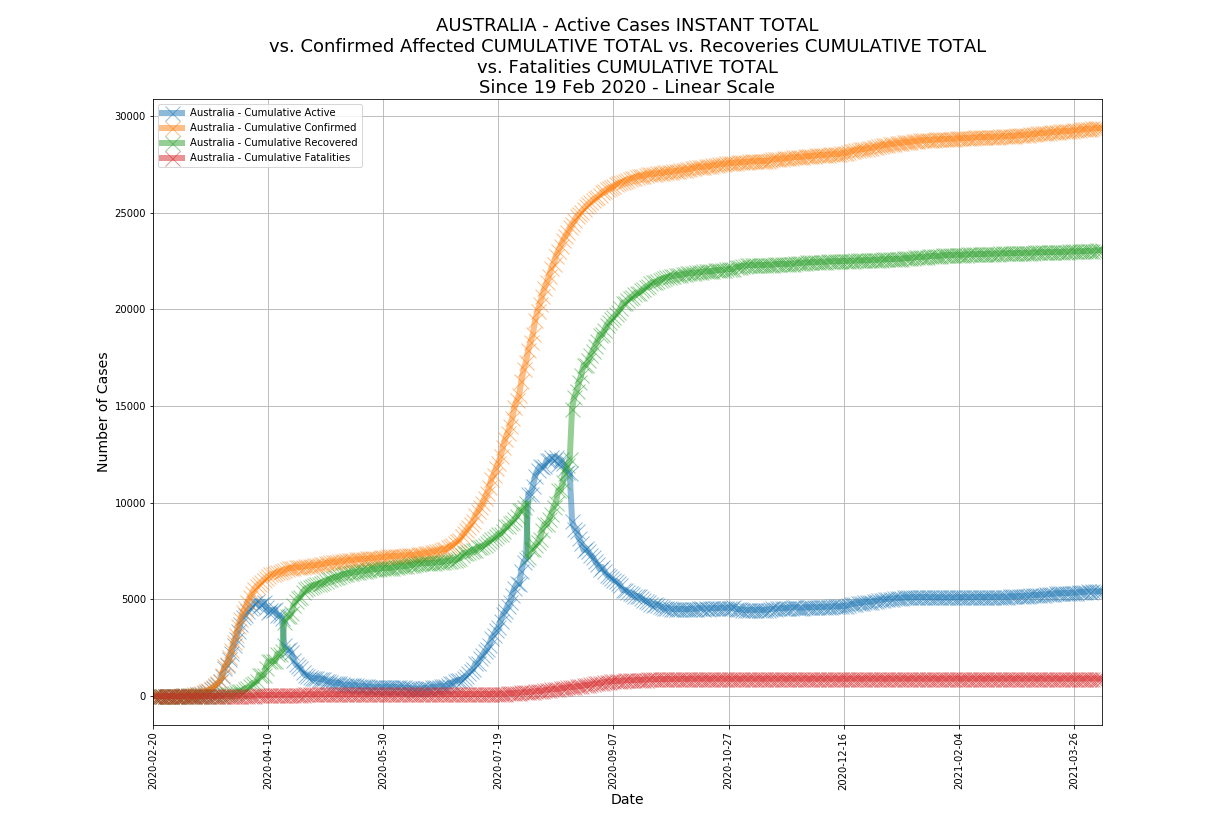 AUSTRALIA - Active Cases INSTANT TOTAL
vs. Confirmed Affected CUMULATIVE TOTAL vs. Recoveries CUMULATIVE TOTAL
vs. Fatalities CUMULATIVE TOTAL
Since 19 Feb 2020 - Linear Scale
Australia - Cumulative Active
Australia - Cumulative Confirmed
Australia - Cumulative Recovered
Australia - Cumulative Fatalities
Number of Cases
30000
25000
20000
15000
10000
5000
0
2020-02-20
2020-04-10
2020-05-30
2020-07-19
2020-09-07
2020-10-27
2020-12-16
2021-02-04
2021-03-26
Date